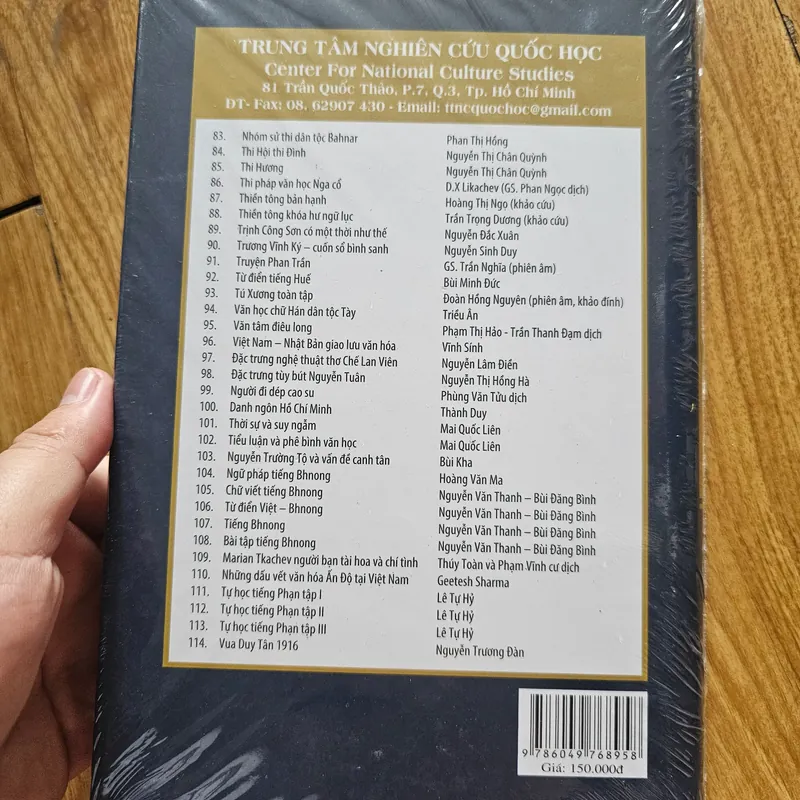 TRUNG TÂM NGHIÊN CỨU QUỐC HỌC
Center For National Culture Studies
81 Trần Quốc Thảo, P.7, Q.3, Tp. Hồ Chí Minh
ĐT- Fax: 08. 62907 430 - Email: ttncquochoc@gmail.com
83. Nhóm sử thi dân tộc Bahnar Phan Thị Hồng
84. Thi Hội thi Đình Nguyễn Thị Chân Quỳnh
85. Thi Hương Nguyễn Thị Chân Quỳnh
86. Thi pháp văn học Nga cổ D.X Likachev (GS. Phan Ngọc dịch)
87. Thiền tông bản hạnh Hoàng Thị Ngọ (khảo cứu)
88. Thiền tông khóa hư ngữ lục Trần Trọng Dương (khảo cứu)
89. Trịnh Công Sơn có một thời như thế Nguyễn Đắc Xuân
90. Trương Vĩnh Ký – cuốn sổ bình sanh Nguyễn Sinh Duy
91. Truyện Phan Trần GS. Trần Nghĩa (phiên âm)
92. Từ điển tiếng Huế Bùi Minh Đức
93. Tú Xương toàn tập Đoàn Hồng Nguyên (phiên âm, khảo đính)
94. Văn học chữ Hán dân tộc Tày Triều Ân
95. Văn tâm điêu long Phạm Thị Hảo - Trần Thanh Đạm dịch
96. Việt Nam – Nhật Bản giao lưu văn hóa Vĩnh Sính
97. Đặc trưng nghệ thuật thơ Chế Lan Viên Nguyễn Lâm Điền
98. Đặc trưng tùy bút Nguyễn Tuân Nguyễn Thị Hồng Hà
99. Người đi dép cao su Phùng Văn Tửu dịch
100. Danh ngôn Hồ Chí Minh Thành Duy
101. Thời sự và suy ngẫm Mai Quốc Liên
102. Tiểu luận và phê bình văn học Mai Quốc Liên
103. Nguyễn Trường Tộ và vấn đề canh tân Bùi Kha
104. Ngữ pháp tiếng Bhnong Hoàng Văn Ma
105. Chữ viết tiếng Bhnong Nguyễn Văn Thanh – Bùi Đăng Bình
106. Từ điển Việt – Bhnong Nguyễn Văn Thanh – Bùi Đăng Bình
107. Tiếng Bhnong Nguyễn Văn Thanh – Bùi Đăng Bình
108. Bài tập tiếng Bhnong Nguyễn Văn Thanh – Bùi Đăng Bình
109. Marian Tkachev người bạn tài hoa và chí tình Thúy Toàn và Phạm Vĩnh cư dịch
110. Những dấu vết văn hóa Ấn Độ tại Việt Nam Geetesh Sharma
111. Tự học tiếng Phạn tập I Lê Tự Hỷ
112. Tự học tiếng Phạn tập II Lê Tự Hỷ
113. Tự học tiếng Phạn tập III Lê Tự Hỷ
114. Vua Duy Tân 1916 Nguyễn Trương Đàn
9 786049 768958
Giá: 150.000đ